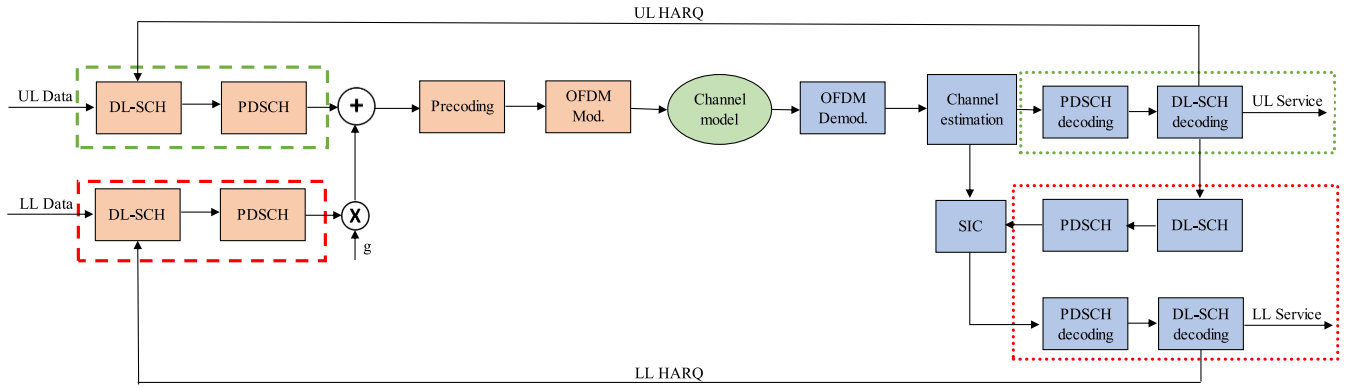 UL HARQ
UL Data
DL-SCH
PDSCH
+
Precoding
OFDM
Mod.
Channel
model
OFDM
Demod.
Channel
estimation
PDSCH
decoding
DL-SCH
decoding
UL Service
LL Data
DL-SCH
PDSCH
X
g
SIC
PDSCH
DL-SCH
PDSCH
decoding
DL-SCH
decoding
LL Service
LL HARQ